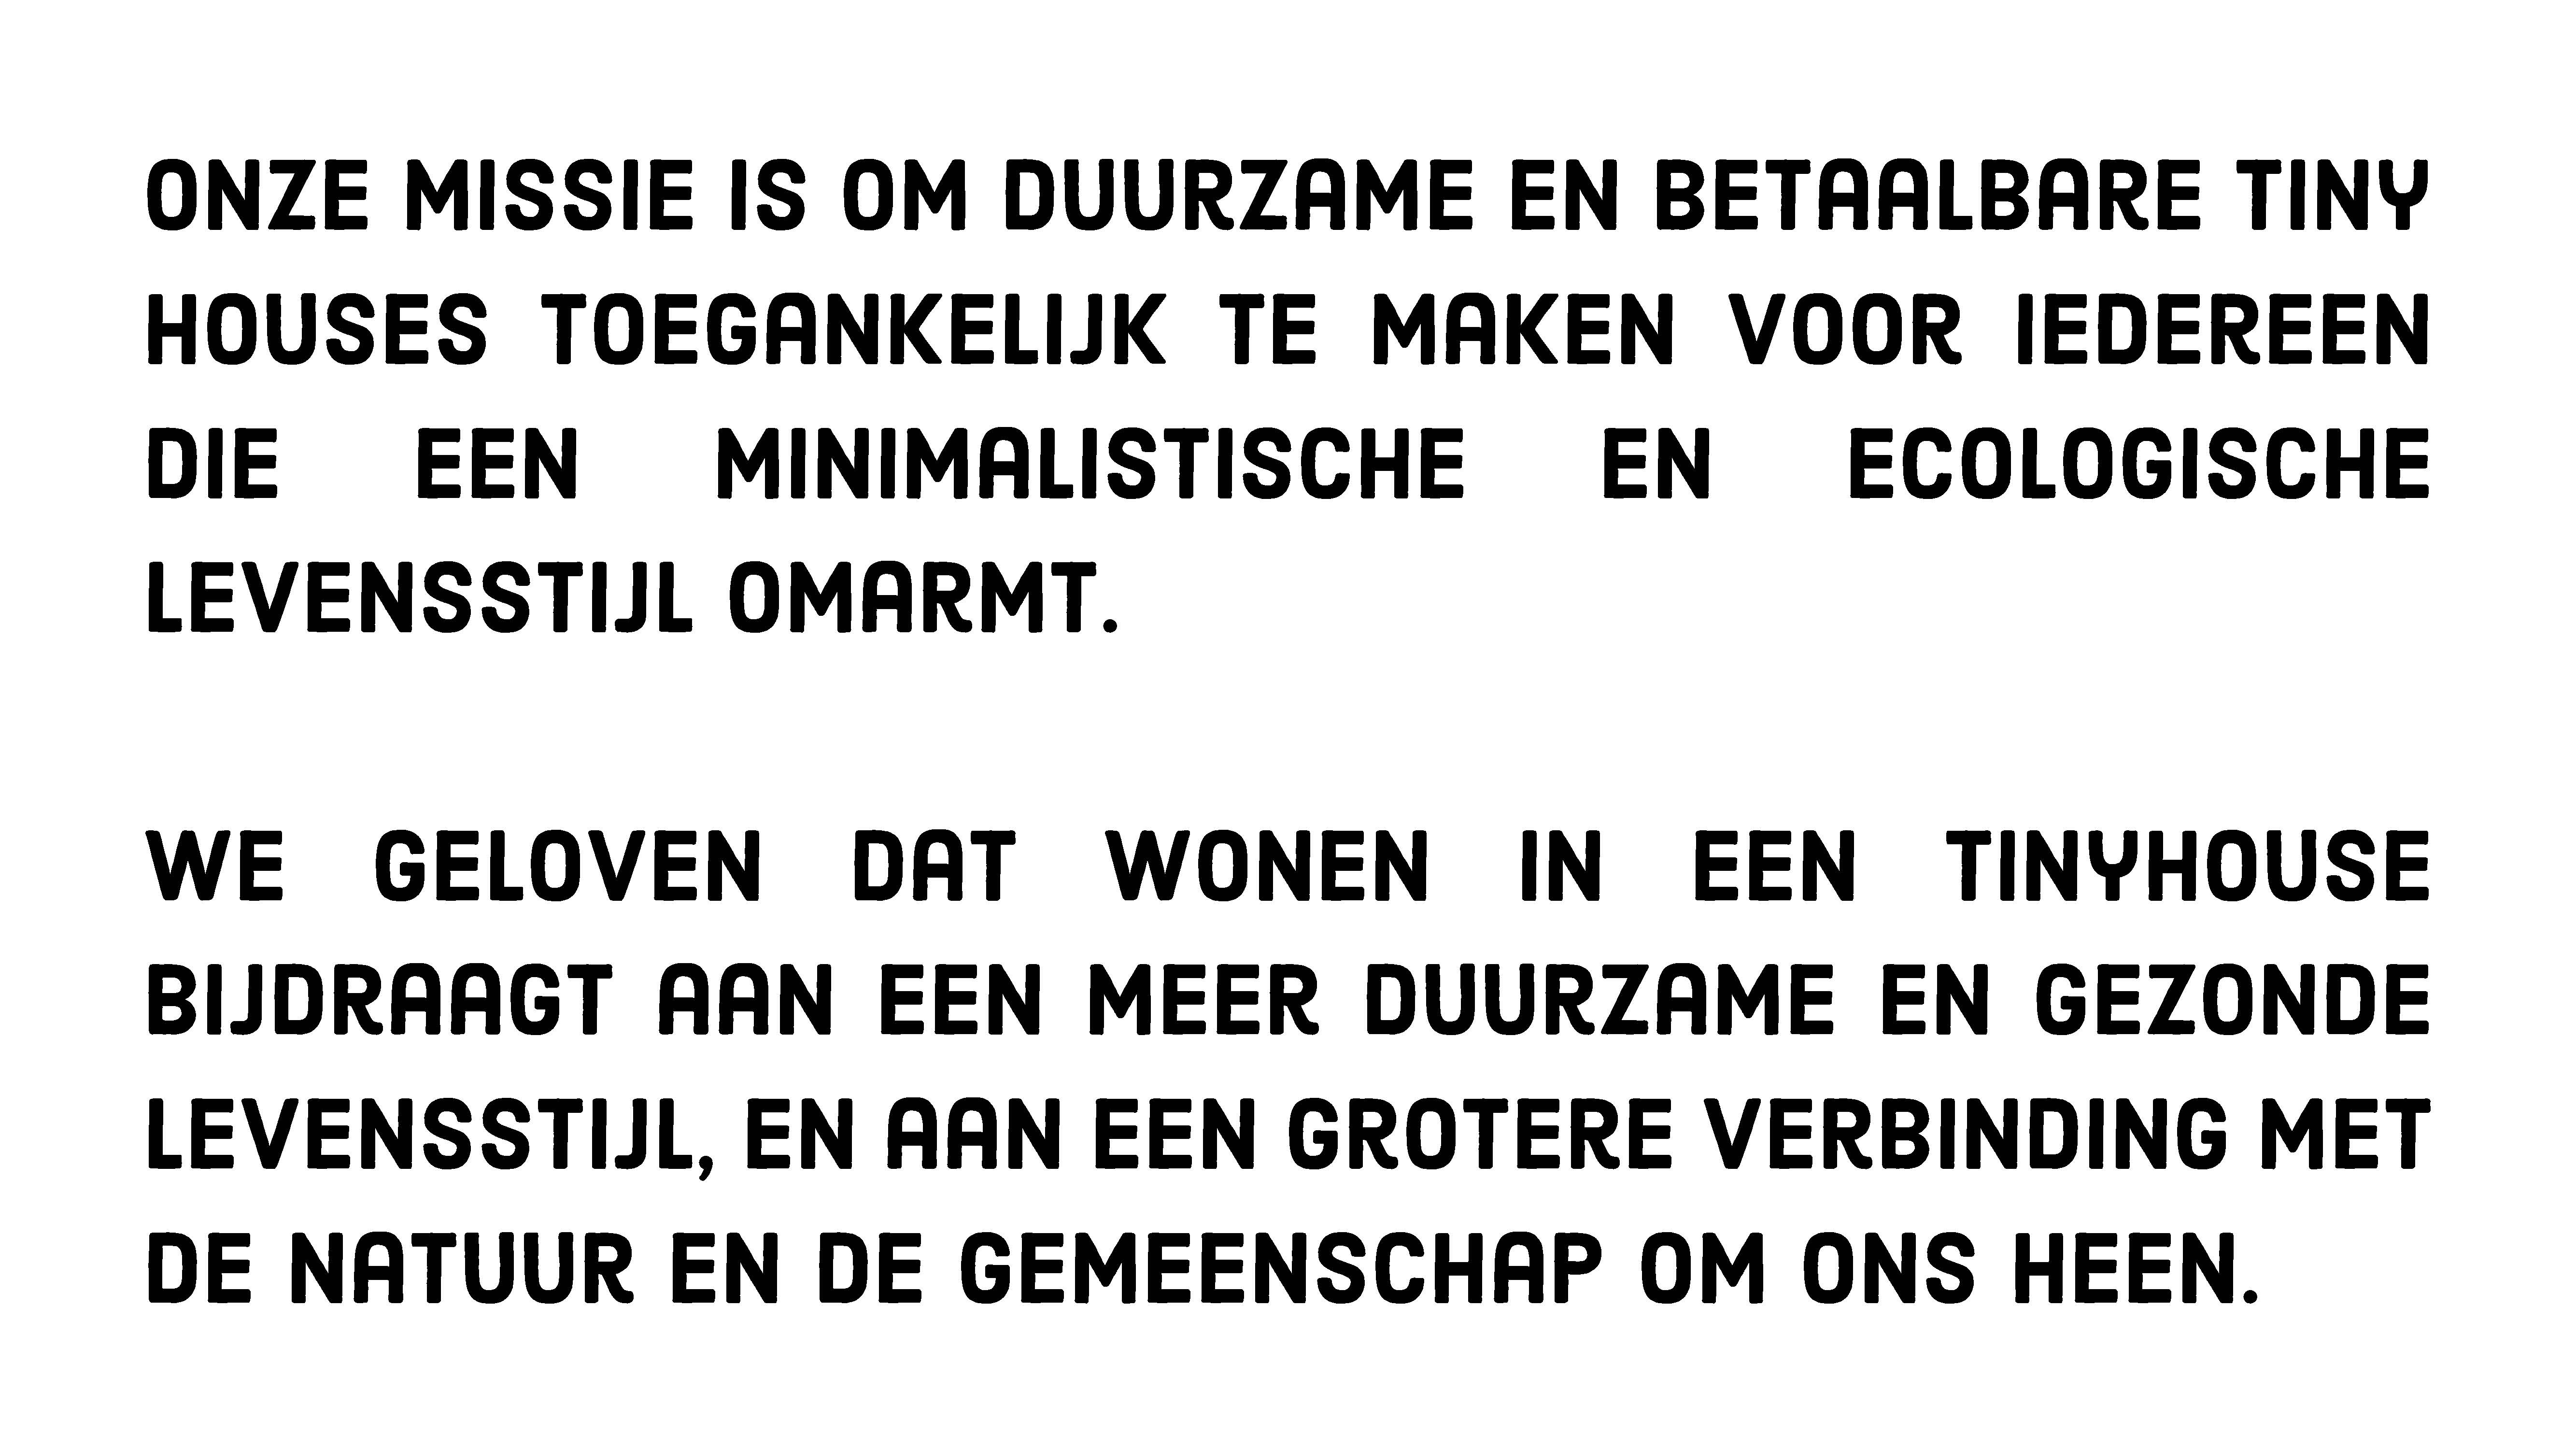 ONZE MISSIE IS OM DUURZAME EN BETAALBARE TINY
HOUSES TOEGANKELIJK TE MAKEN VOOR IEDEREEN
DIE EEN MINIMALISTISCHE EN ECOLOGISCHE
LEVENSSTIJL OMARMT.
WE GELOVEN DAT WONEN IN EEN TINYHOUSE
BIJDRAAGT AAN EEN MEER DUURZAME EN GEZONDE
LEVENSSTIJL, EN AAN EEN GROTERE VERBINDING MET
DE NATUUR EN DE GEMEENSCHAP OM ONS HEEN.